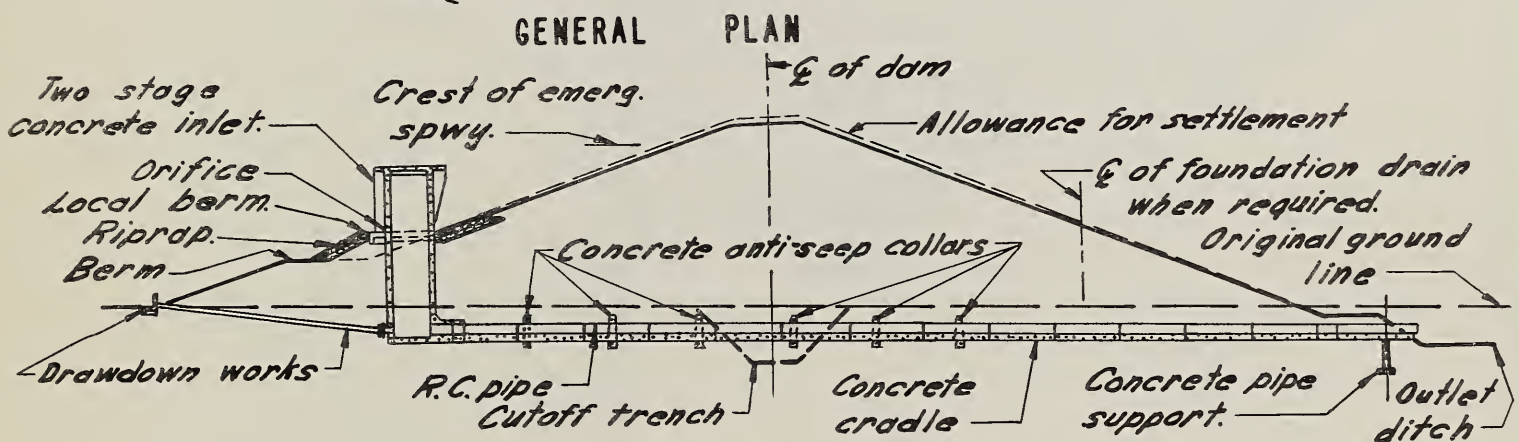 GENERAL PLAN
℄ of dam
Two stage
concrete inlet.
Crest of emerg.
spwy.
Allowance for settlement
Orifice
Local berm.
Riprap.
Berm
℄ of foundation drain
when required.
Original ground
line
Concrete anti-seep collars
Drawdown works
R.C. pipe
Cutoff trench
Concrete
cradle
Concrete pipe
support.
Outlet
ditch